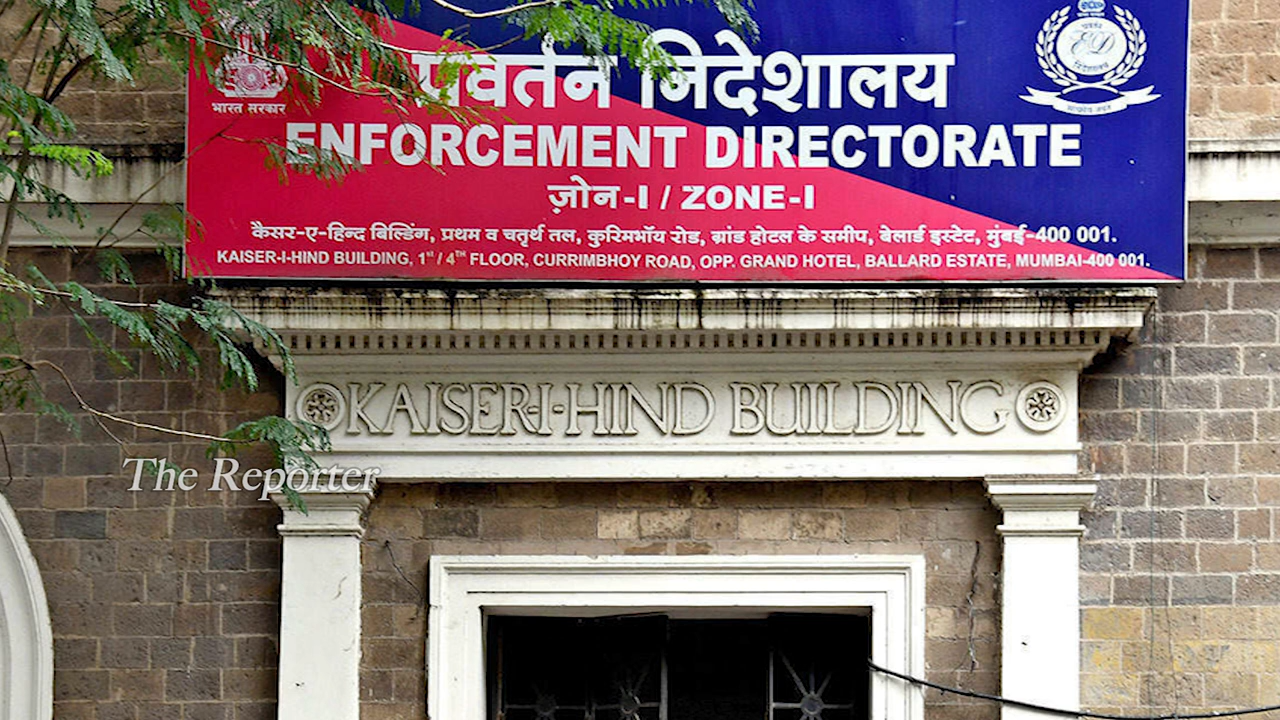 भारत सरकार
प्रवर्तन निदेशालय
ENFORCEMENT DIRECTORATE
ज़ोन-I / ZONE-I
कैसर-ए-हिन्द बिल्डिंग, प्रथम व चतुर्थ तल, कुरिमभॉय रोड, ग्रांड होटल के समीप, बेलार्ड इस्टेट, मुंबई-400 001.
KAISER-I-HIND BUILDING, 1st / 4TH FLOOR, CURRIMBHOY ROAD, OPP. GRAND HOTEL, BALLARD ESTATE, MUMBAI-400 001.
KAISER-I-HIND BUILDING
The Reporter